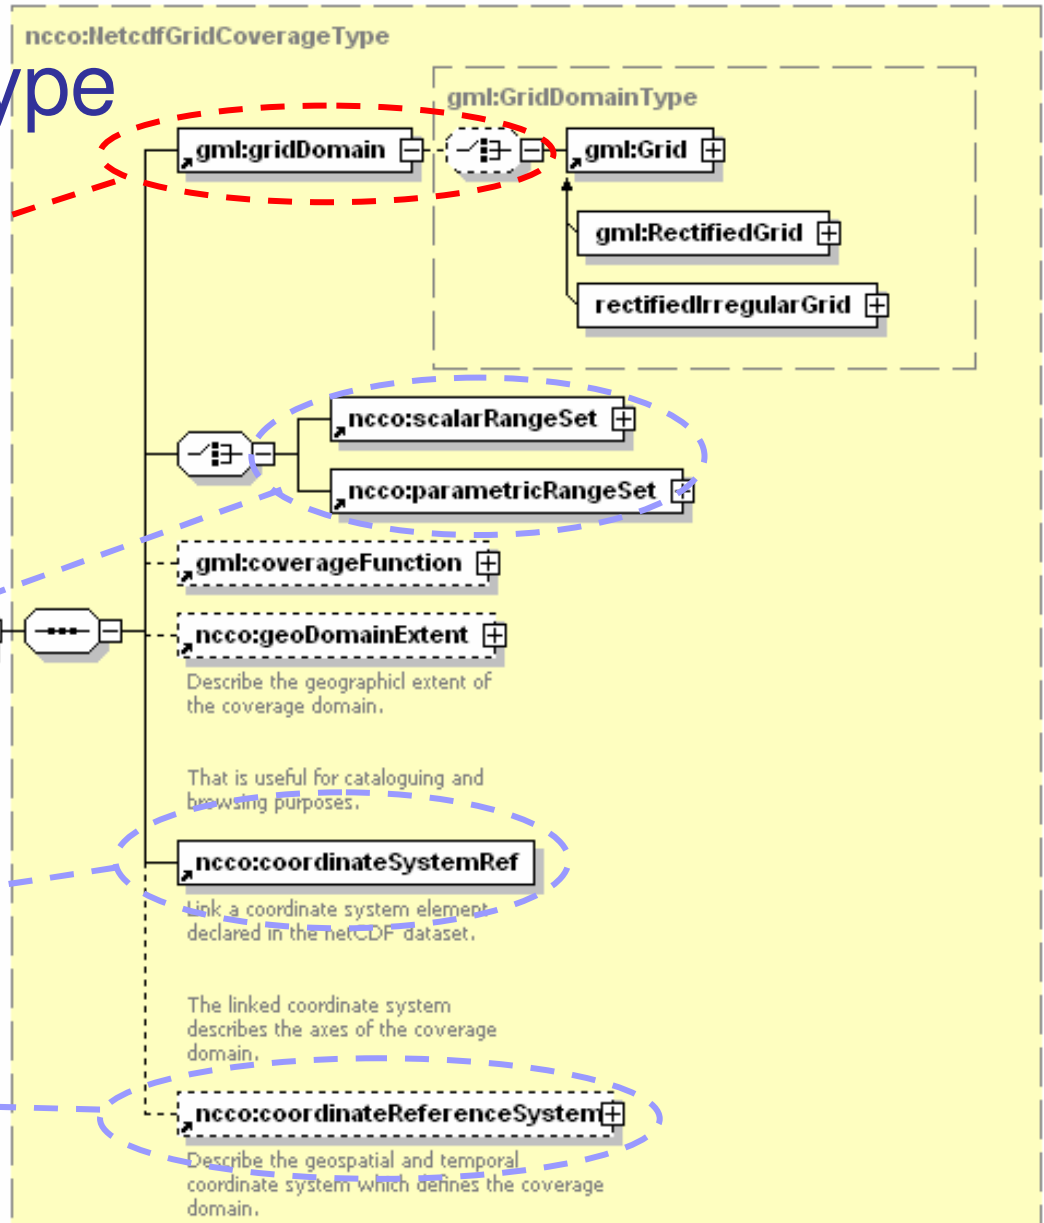 ncco:NetcdfGridCoverageType
ype
gml:GridDomainType
gml:gridDomain
gml:Grid
gml:RectifiedGrid
rectifiedIrregularGrid
ncco:scalarRangeSet
ncco:parametricRangeSet
gml:coverageFunction
ncco:geoDomainExtent
Describe the geographicl extent of
the coverage domain.
That is useful for cataloguing and
browsing purposes.
ncco:coordinateSystemRef
Link a coordinate system element
declared in the netCDF dataset.
The linked coordinate system
describes the axes of the coverage
domain.
ncco:coordinateReferenceSystem
Describe the geospatial and temporal
coordinate system which defines the coverage
domain.